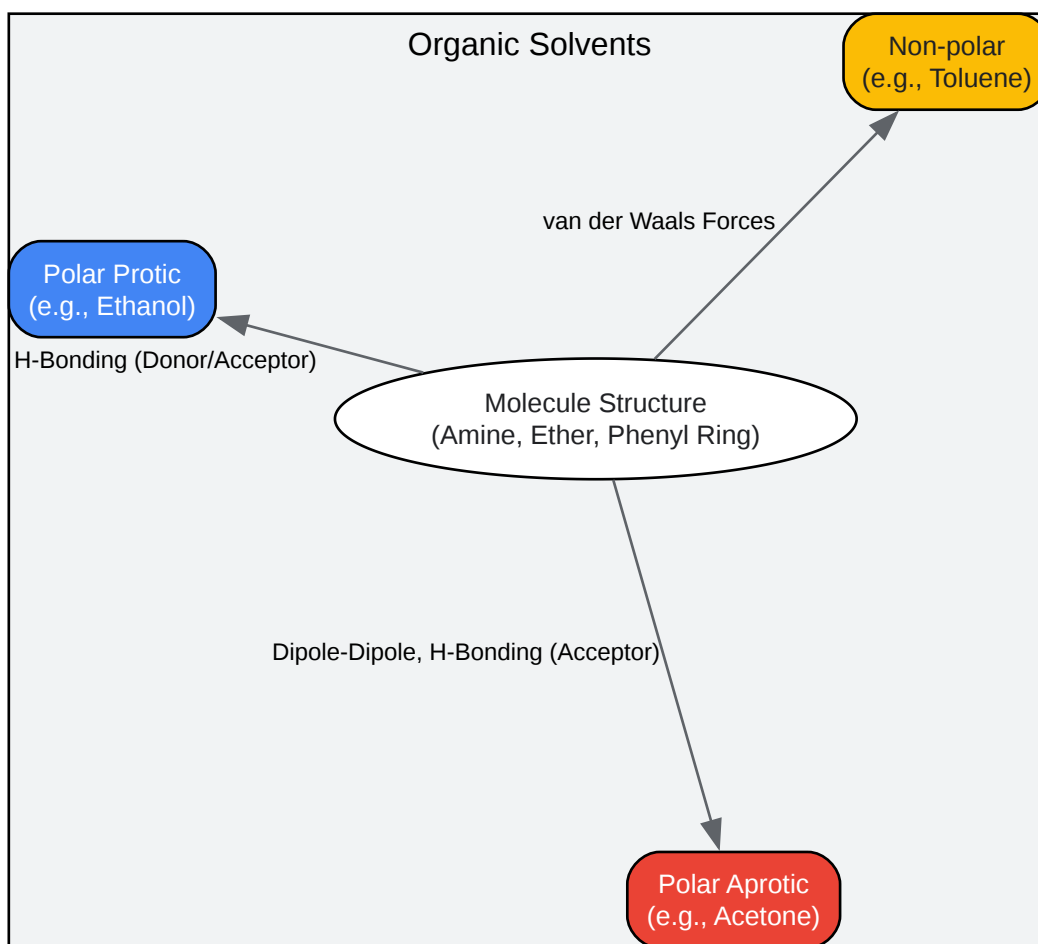 Organic Solvents
Non-polar
(e.g., Toluene)
van der Waals Forces
Polar Protic
(e.g., Ethanol)
H-Bonding (Donor/Acceptor)
Molecule Structure
(Amine, Ether, Phenyl Ring)
Dipole-Dipole, H-Bonding (Acceptor)
Polar Aprotic
(e.g., Acetone)